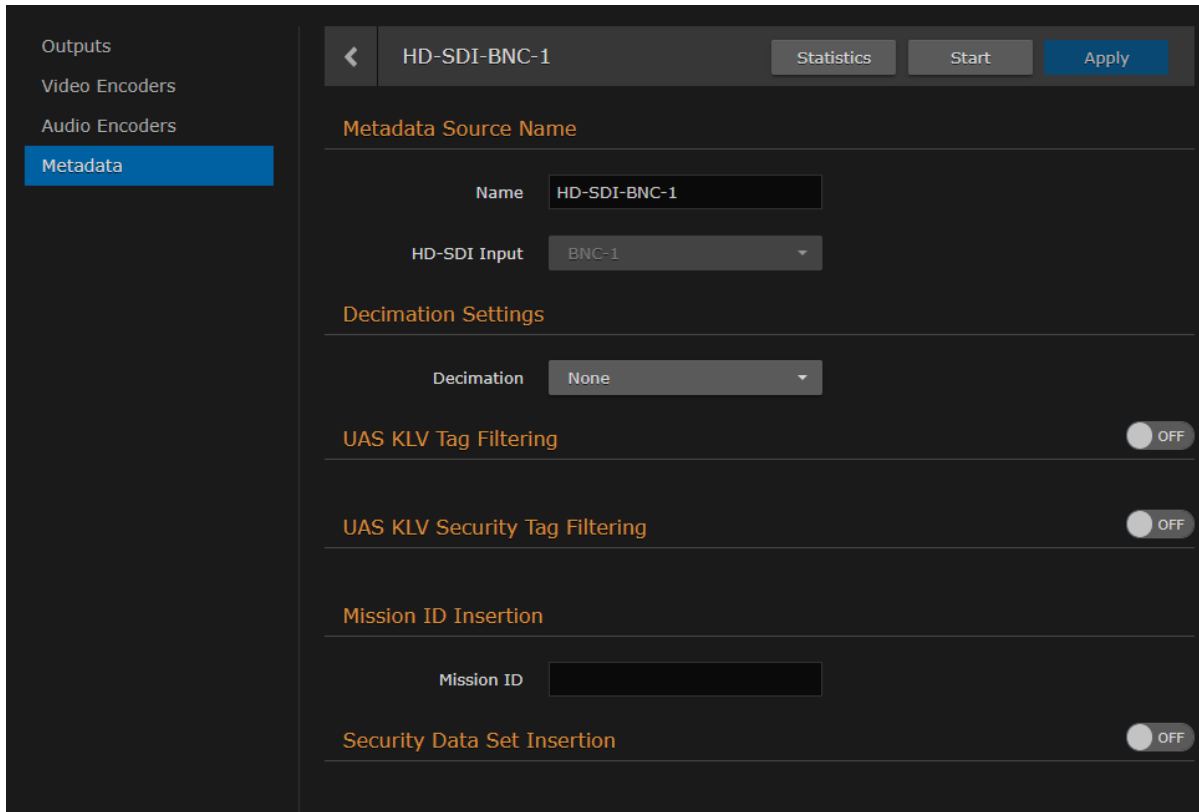 Outputs
Video Encoders
Audio Encoders
Metadata
HD-SDI-BNC-1
Statistics
Start
Apply
Metadata Source Name
Name HD-SDI-BNC-1
HD-SDI Input BNC-1
Decimation Settings
Decimation None
UAS KLV Tag Filtering OFF
UAS KLV Security Tag Filtering OFF
Mission ID Insertion
Mission ID
Security Data Set Insertion OFF